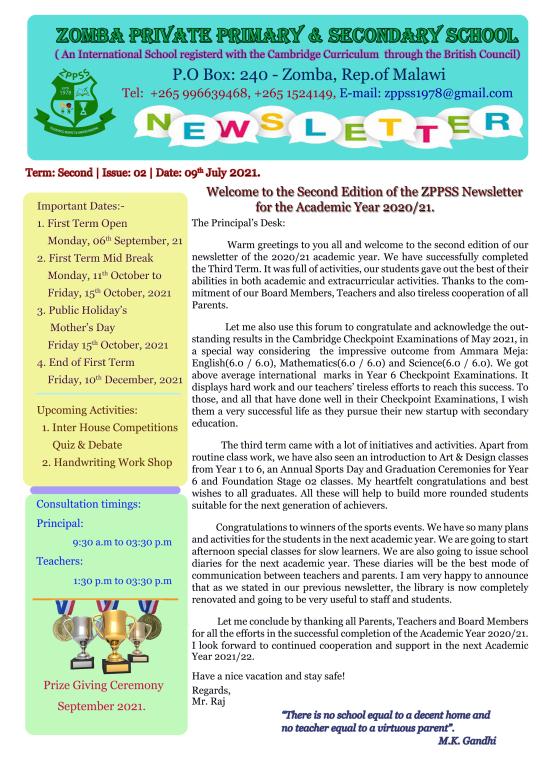 ZOMBA PRIVATE PRIMARY & SECONDARY SCHOOL
( An International School registerd with the Cambridge Curriculum through the British Council)
ZPPSS
1978
P.O Box: 240 - Zomba, Rep.of Malawi
Tel: +265 996639468, +265 1524149, E-mail: zppss1978@gmail.com
NEWSLETTER
Term: Second | Issue: 02 | Date: 09th July 2021.
Important Dates:-
1. First Term Open
Monday, 06th September, 21
2. First Term Mid Break
Monday, 11th October to
Friday, 15th October, 2021
3. Public Holiday's
Mother's Day
Friday 15th October, 2021
4. End of First Term
Friday, 10th December, 2021
Upcoming Activities:
1. Inter House Competitions
Quiz & Debate
2. Handwriting Work Shop
Consultation timings:
Principal:
9:30 a.m to 03:30 p.m
Teachers:
1:30 p.m to 03:30 p.m
Prize Giving Ceremony
September 2021.
Welcome to the Second Edition of the ZPPSS Newsletter
for the Academic Year 2020/21.
The Principal's Desk:
Warm greetings to you all and welcome to the second edition of our
newsletter of the 2020/21 academic year. We have successfully completed
the Third Term. It was full of activities, our students gave out the best of their
abilities in both academic and extracurricular activities. Thanks to the com-
mitment of our Board Members, Teachers and also tireless cooperation of all
Parents.
Let me also use this forum to congratulate and acknowledge the out-
standing results in the Cambridge Checkpoint Examinations of May 2021, in
a special way considering the impressive outcome from Ammara Meja:
English(6.0 / 6.0), Mathematics(6.0 / 6.0) and Science(6.0 / 6.0). We got
above average international marks in Year 6 Checkpoint Examinations. It
displays hard work and our teachers' tireless efforts to reach this success. To
those, and all that have done well in their Checkpoint Examinations, I wish
them a very successful life as they pursue their new startup with secondary
education.
The third term came with a lot of initiatives and activities. Apart from
routine class work, we have also seen an introduction to Art & Design classes
from Year 1 to 6, an Annual Sports Day and Graduation Ceremonies for Year
6 and Foundation Stage 02 classes. My heartfelt congratulations and best
wishes to all graduates. All these will help to build more rounded students
suitable for the next generation of achievers.
Congratulations to winners of the sports events. We have so many plans
and activities for the students in the next academic year. We are going to start
afternoon special classes for slow learners. We are also going to issue school
diaries for the next academic year. These diaries will be the best mode of
communication between teachers and parents. I am very happy to announce
that as we stated in our previous newsletter, the library is now completely
renovated and going to be very useful to staff and students.
Let me conclude by thanking all Parents, Teachers and Board Members
for all the efforts in the successful completion of the Academic Year 2020/21.
I look forward to continued cooperation and support in the next Academic
Year 2021/22.
Have a nice vacation and stay safe!
Regards,
Mr. Raj
"There is no school equal to a decent home and
no teacher equal to a virtuous parent".
M.K. Gandhi